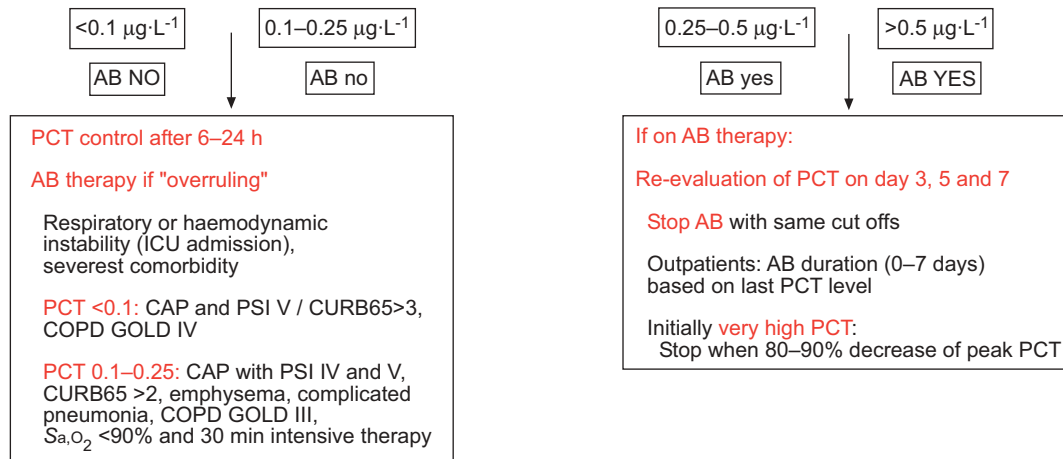 <0.1 μg·L-1
0.1–0.25 μg·L-1
AB NO
AB no
PCT control after 6–24 h
AB therapy if "overruling"
Respiratory or haemodynamic
instability (ICU admission),
severest comorbidity
PCT <0.1: CAP and PSI V / CURB65>3,
COPD GOLD IV
PCT 0.1–0.25: CAP with PSI IV and V,
CURB65 >2, emphysema, complicated
pneumonia, COPD GOLD III,
Sa,O2 <90% and 30 min intensive therapy
0.25–0.5 μg·L-1
>0.5 μg·L-1
AB yes
AB YES
If on AB therapy:
Re-evaluation of PCT on day 3, 5 and 7
Stop AB with same cut offs
Outpatients: AB duration (0–7 days)
based on last PCT level
Initially very high PCT:
Stop when 80–90% decrease of peak PCT